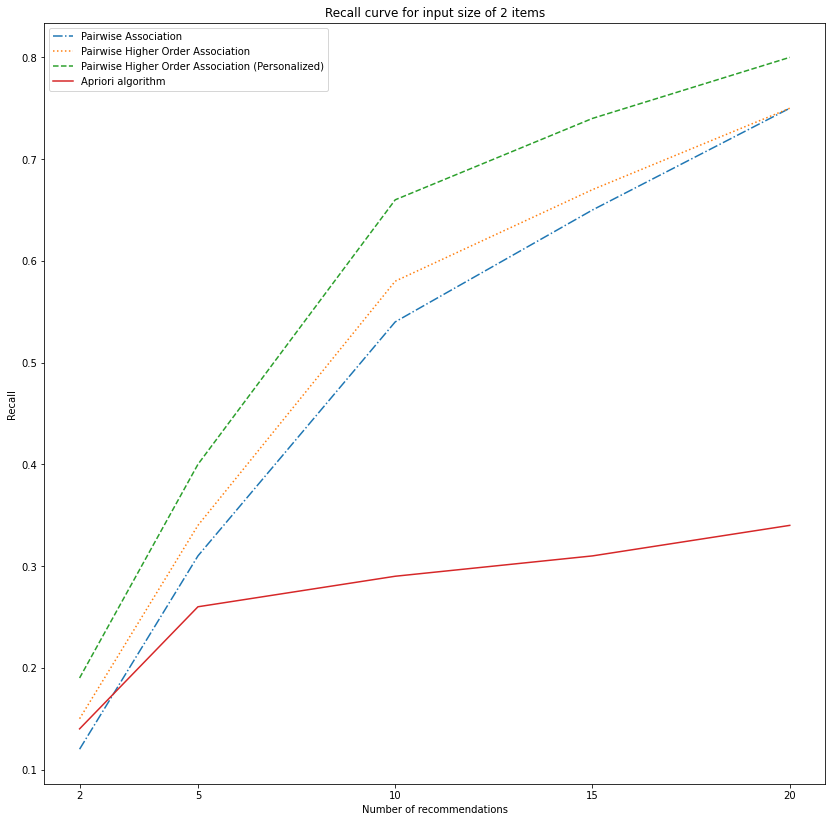 Recall curve for input size of 2 items
Pairwise Association
Pairwise Higher Order Association
Pairwise Higher Order Association (Personalized)
Apriori algorithm
0.8
0.7
0.6
0.5
0.4
0.3
0.2
0.1
Recall
2 5 10 15 20
Number of recommendations